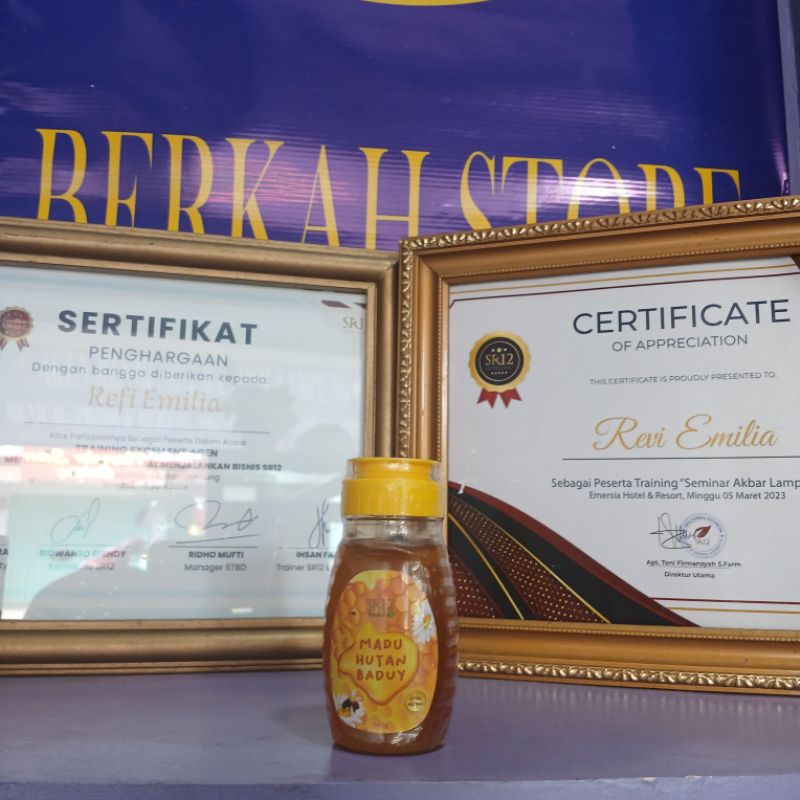 BERKAH STORE
SERTIFIKAT
PENGHARGAAN
Dengan bangga diberikan kepada:
Refi Emilia
Atas Partisipasinya Sebagai Peserta Dalam Acara
TRAINING EXCELLENT AGEN
MENJALANKAN BISNIS SR12
RIDWANTO EFENDY
RIDHO MUFTI
Manager STBD
IHSAN
Trainer SR12
SR12
CERTIFICATE
OF APPRECIATION
THIS CERTIFICATE IS PROUDLY PRESENTED TO:
Revi Emilia
Sebagai Peserta Training "Seminar Akbar Lamp
Emersia Hotel & Resort, Minggu 05 Maret 2023
Apt. Toni Firmansyah S.Farm
Direktur Utama
SR12
MADU
HUTAN
BADUY